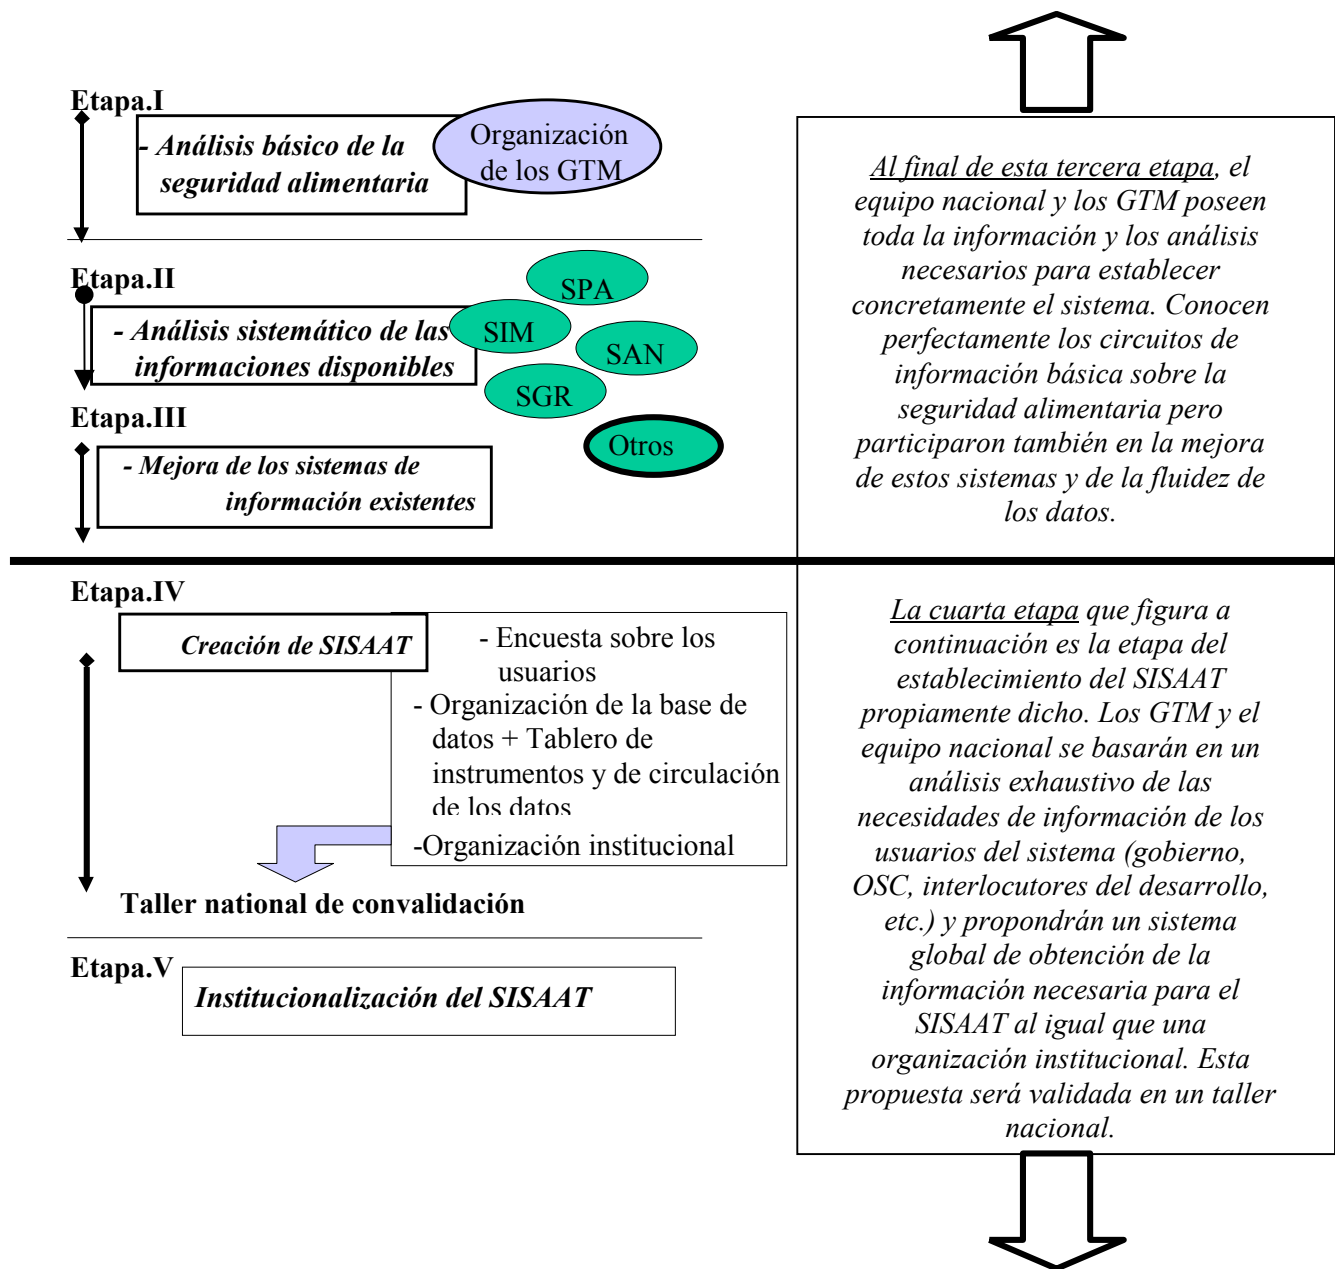 Etapa.I
- Análisis básico de la
seguridad alimentaria
Organización
de los GTM
Etapa.II
- Análisis sistemático de las
informaciones disponibles
SPA
SIM
SAN
SGR
Otros
Etapa.III
- Mejora de los sistemas de
información existentes
Al final de esta tercera etapa, el
equipo nacional y los GTM poseen
toda la información y los análisis
necesarios para establecer
concretamente el sistema. Conocen
perfectamente los circuitos de
información básica sobre la
seguridad alimentaria pero
participaron también en la mejora
de estos sistemas y de la fluidez de
los datos.
Etapa.IV
Creación de SISAAT
- Encuesta sobre los
usuarios
- Organización de la base de
datos + Tablero de
instrumentos y de circulación
de los datos
-Organización institucional
Taller national de convalidación
Etapa.V
Institucionalización del SISAAT
La cuarta etapa que figura a
continuación es la etapa del
establecimiento del SISAAT
propiamente dicho. Los GTM y el
equipo nacional se basarán en un
análisis exhaustivo de las
necesidades de información de los
usuarios del sistema (gobierno,
OSC, interlocutores del desarrollo,
etc.) y propondrán un sistema
global de obtención de la
información necesaria para el
SISAAT al igual que una
organización institucional. Esta
propuesta será validada en un taller
nacional.